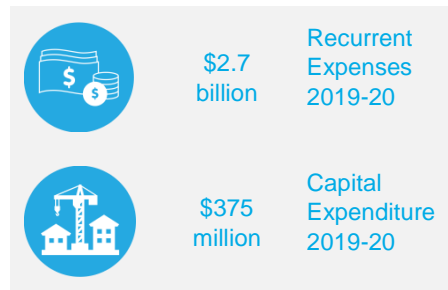 $
$
$2.7
billion
Recurrent
Expenses
2019-20
$375
million
Capital
Expenditure
2019-20